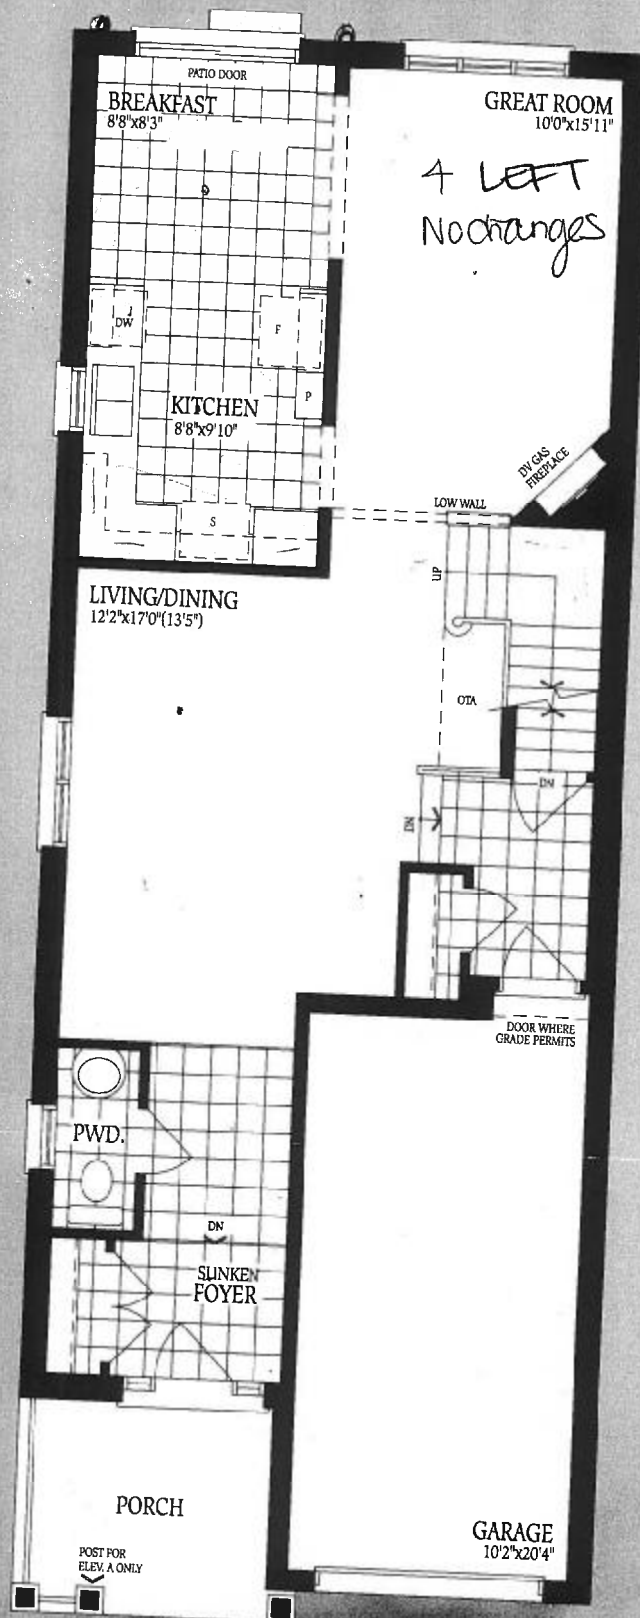 PATIO DOOR
BREAKFAST
8'8"x8'3"
GREAT ROOM
10'0"x15'11"
4 LEFT
No changes
DW
F
P
KITCHEN
8'8"x9'10"
S
DV GAS
FIREPLACE
LOW WALL
UP
LIVING/DINING
12'2"x17'0"(13'5")
OTA
DN
DN
DOOR WHERE
GRADE PERMITS
PWD.
DN
SUNKEN
FOYER
PORCH
POST FOR
ELEV. A ONLY
GARAGE
10'2"x20'4"